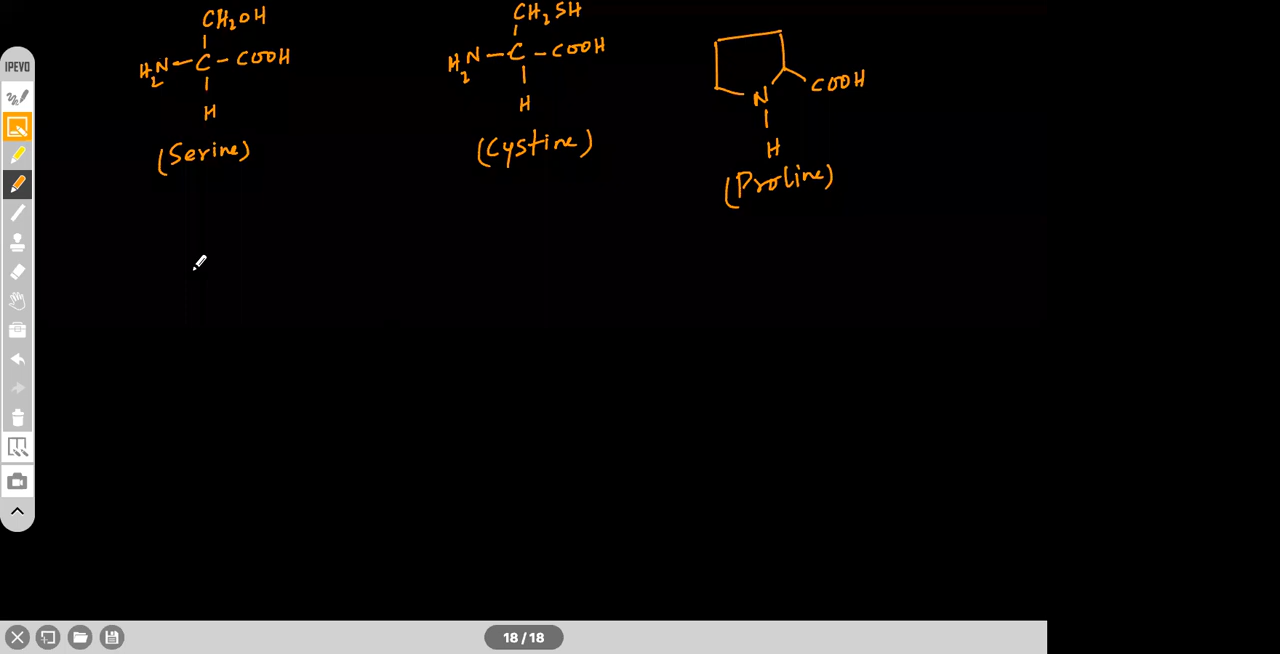 CH₂OH
H₂N - C - COOH
H
(Serine)
CH₂SH
H₂N - C - COOH
H
(Cystine)
N
COOH
H
(Proline)
IPEVO
18 / 18